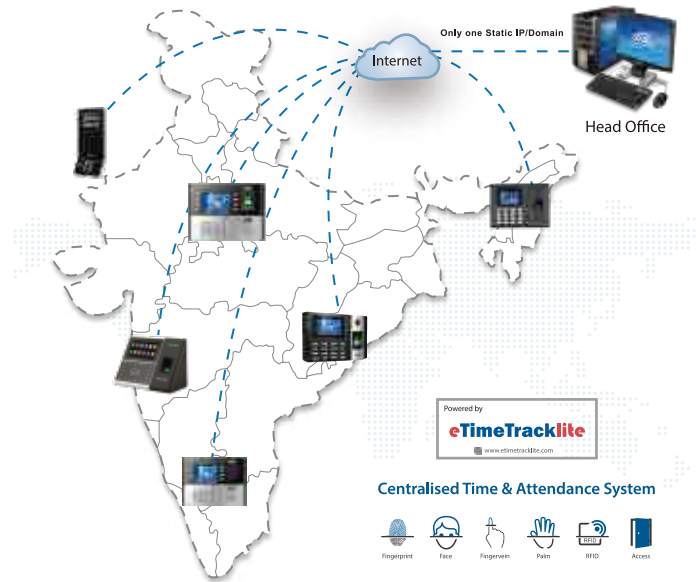 Only one Static IP/Domain
Internet
Head Office
Powered by
eTimeTracklite
www.etimetracklite.com
Centralised Time & Attendance System
Fingerprint
Face
Fingervein
Palm
RFID
RFID
Access